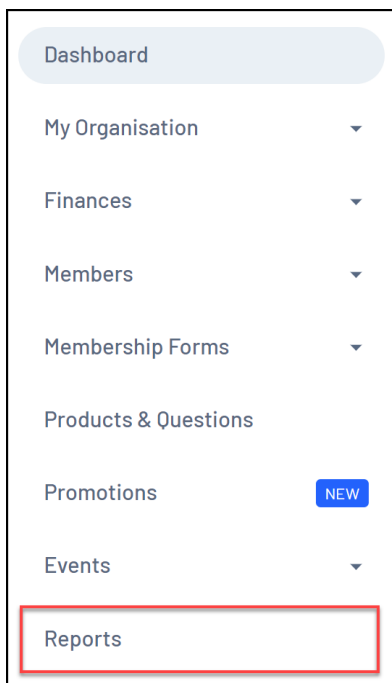 Dashboard
My Organisation
Finances
Members
Membership Forms
Products & Questions
Promotions NEW
Events
Reports